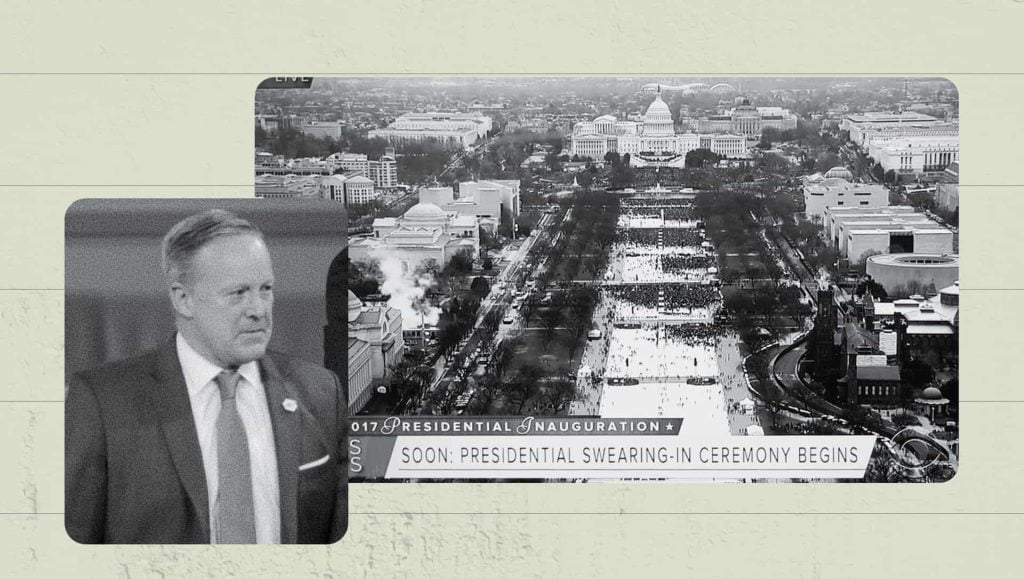 LIVE
017 PRESIDENTIAL INAUGURATION
SOON: PRESIDENTIAL SWEARING-IN CEREMONY BEGINS